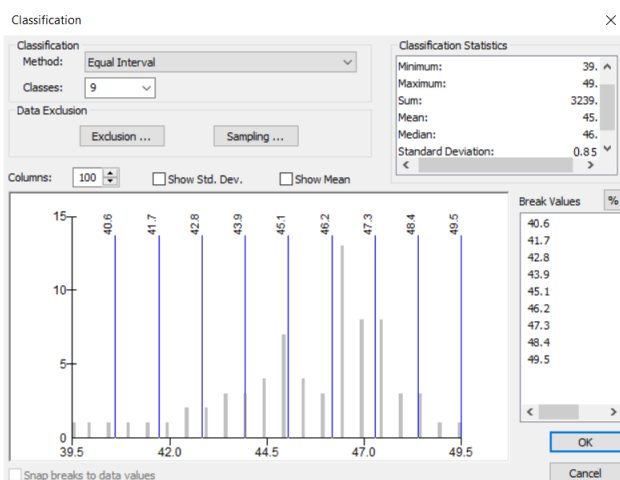 Classification
Classification
Method: Equal Interval
Classes: 9
Data Exclusion
Exclusion ...
Sampling ...
Classification Statistics
Minimum: 39.
Maximum: 49.
Sum: 3239.
Mean: 45.
Median: 46.
Standard Deviation: 0.85
Columns: 100
Show Std. Dev.
Show Mean
Break Values
%
40.6
41.7
42.8
43.9
45.1
46.2
47.3
48.4
49.5
15
10
5
0
40.6 41.7 42.8 43.9 45.1 46.2 47.3 48.4 49.5
39.5 42.0 44.5 47.0 49.5
OK
Cancel
Snap breaks to data values